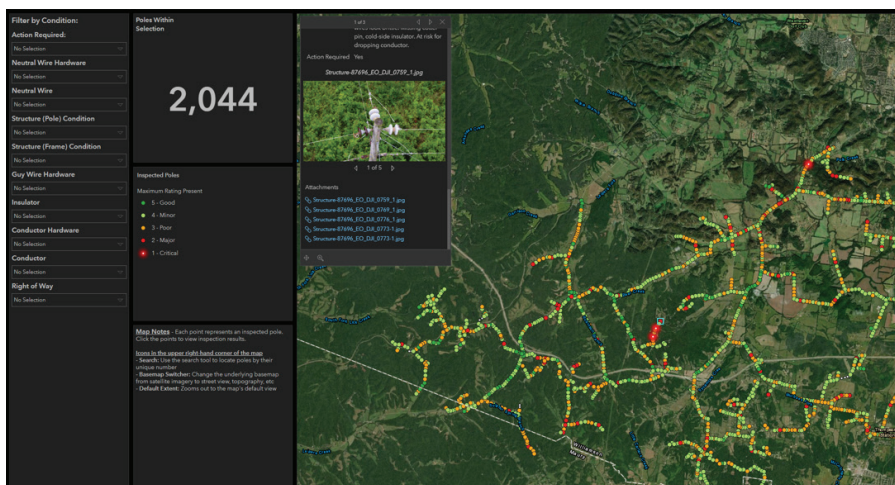 Filter by Condition:
Action Required:
No Selection
Neutral Wire Hardware
No Selection
Neutral Wire
No Selection
Structure (Pole) Condition
No Selection
Structure (Frame) Condition
No Selection
Guy Wire Hardware
No Selection
Insulator
No Selection
Conductor Hardware
No Selection
Conductor
No Selection
Right of Way
No Selection
Poles Within
Selection
2,044
Inspected Poles
Maximum Rating Present
5 - Good
4 - Minor
3 - Poor
2 - Major
1 - Critical
Map Notes - Each point represents an inspected pole.
Click the points to view inspection results.
Icons in the upper right hand corner of the map
- Search: Use the search tool to locate poles by their
unique number
- Basemap Switcher: Change the underlying basemap
from satellite imagery to street view, topography, etc
- Default Extent: Zooms out to the map's default view
1 of 3
pin, cold-side insulator. At risk for
dropping conductor.
Action Required Yes
Structure-87696_EO_DJI_0759_1.jpg
1 of 5
Attachments
Structure-87696_EO_DJI_0759_1.jpg
Structure-87696_EO_DJI_0769_1.jpg
Structure-87696_EO_DJI_0776_1.jpg
Structure-87696_EO_DJI_0773-1.jpg
Structure-87696_EO_DJI_0773-1.jpg